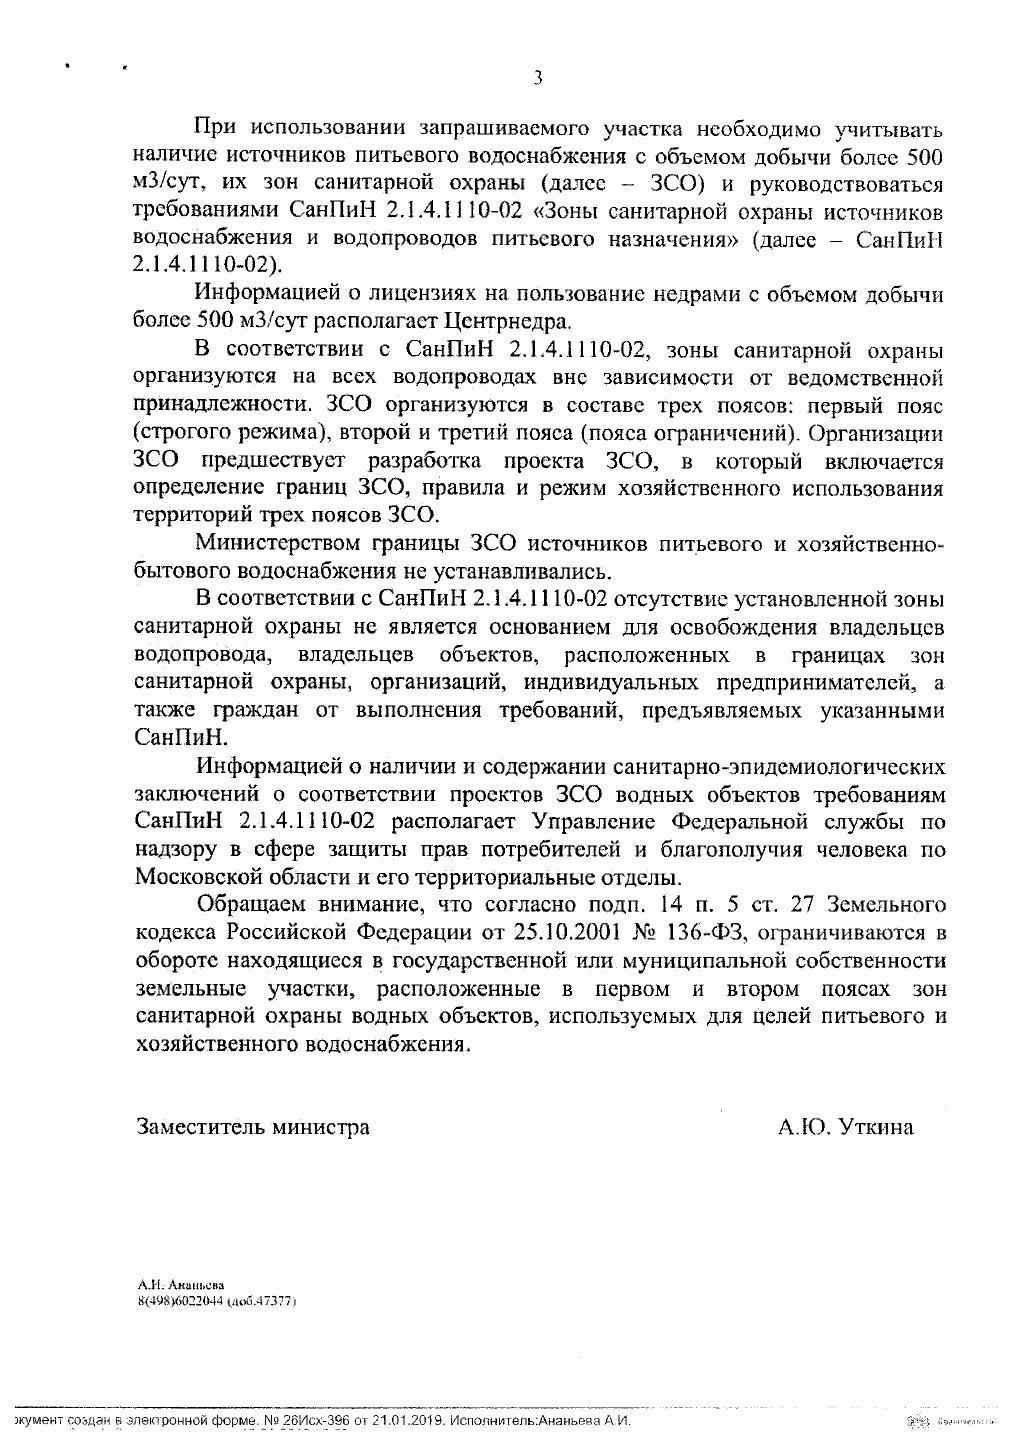 3
При использовании запрашиваемого участка необходимо учитывать
наличие источников питьевого водоснабжения с объемом добычи более 500
м3/сут, их зон санитарной охраны (далее – ЗСО) и руководствоваться
требованиями СанПиН 2.1.4.1110-02 «Зоны санитарной охраны источников
водоснабжения и водопроводов питьевого назначения» (далее – СанПиН
2.1.4.1110-02).
Информацией о лицензиях на пользование недрами с объемом добычи
более 500 м3/сут располагает Центрнедра.
В соответствии с СанПиН 2.1.4.1110-02, зоны санитарной охраны
организуются на всех водопроводах вне зависимости от ведомственной
принадлежности. ЗСО организуются в составе трех поясов: первый пояс
(строгого режима), второй и третий пояса (пояса ограничений). Организации
ЗСО предшествует разработка проекта ЗСО, в который включается
определение границ ЗСО, правила и режим хозяйственного использования
территорий трех поясов ЗСО.
Министерством границы ЗСО источников питьевого и хозяйственно-
бытового водоснабжения не устанавливались.
В соответствии с СанПиН 2.1.4.1110-02 отсутствие установленной зоны
санитарной охраны не является основанием для освобождения владельцев
водопровода, владельцев объектов, расположенных в границах зон
санитарной охраны, организаций, индивидуальных предпринимателей, а
также граждан от выполнения требований, предъявляемых указанными
СанПиН.
Информацией о наличии и содержании санитарно-эпидемиологических
заключений о соответствии проектов ЗСО водных объектов требованиям
СанПиН 2.1.4.1110-02 располагает Управление Федеральной службы по
надзору в сфере защиты прав потребителей и благополучия человека по
Московской области и его территориальные отделы.
Обращаем внимание, что согласно подп. 14 п. 5 ст. 27 Земельного
кодекса Российской Федерации от 25.10.2001 № 136-ФЗ, ограничиваются в
обороте находящиеся в государственной или муниципальной собственности
земельные участки, расположенные в первом и втором поясах зон
санитарной охраны водных объектов, используемых для целей питьевого и
хозяйственного водоснабжения.
Заместитель министра А.Ю. Уткина
А.И. Ананьева
8(498)6022044 (доб.47377)
окумент создан в электронной форме. № 26Исх-396 от 21.01.2019. Исполнитель:Ананьева А.И.